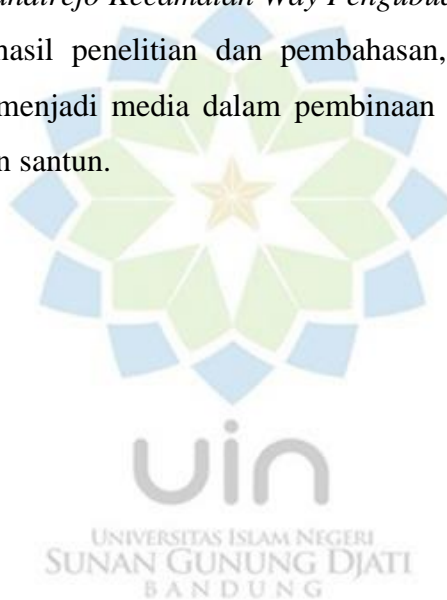 Kecamatan Way
hasil penelitian dan pembahasan,
menjadi media dalam pembinaan
santun.
uin
UNIVERSITAS ISLAM NEGERI
SUNAN GUNUNG DJATI
BANDUNG